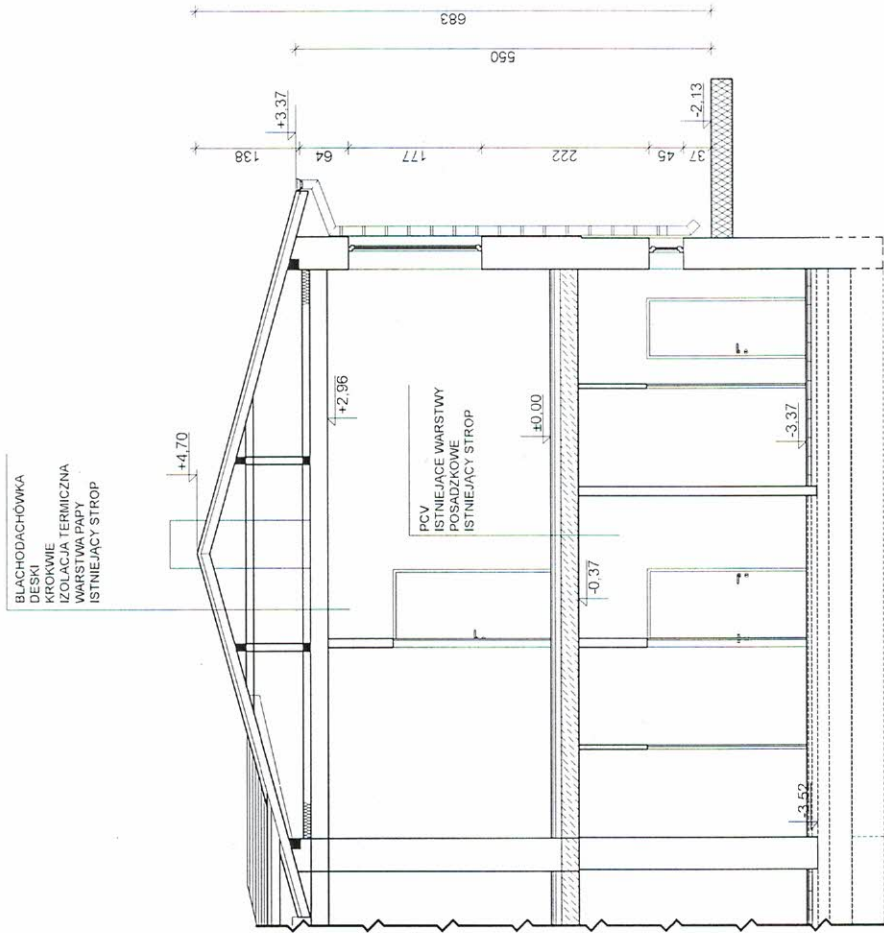 BLACHODACHÓWKA
DESKI
KROKWIE
IZOLACJA TERMICZNA
WARSTWA PAPY
ISTNIEJĄCY STROP
+4,70
+3,37
+2,96
PCV
ISTNIEJĄCE WARSTWY
POSADZKOWE
ISTNIEJĄCY STROP
±0,00
-0,37
-2,13
-3,37
-3,52
138
64
177
222
45
37
550
683